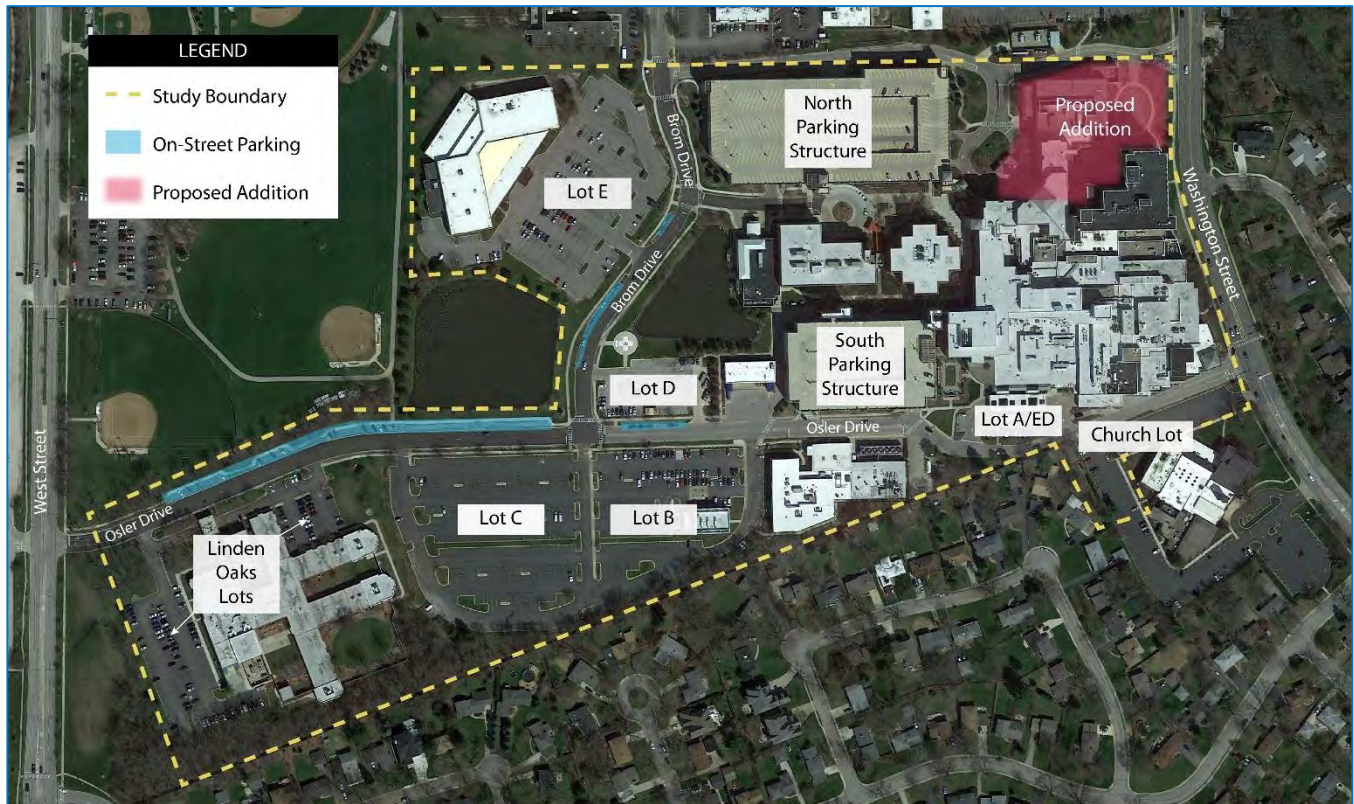 LEGEND
Study Boundary
On-Street Parking
Proposed Addition
North
Parking
Structure
Proposed
Addition
Brom Drive
Lot E
Washington Street
Brom Drive
South
Parking
Structure
Lot D
Lot A/ED
Osler Drive
Church Lot
West Street
Lot C
Lot B
Osler Drive
Linden
Oaks
Lots